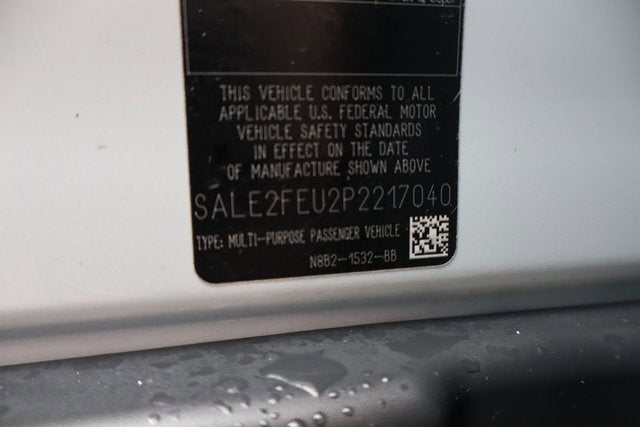 THIS VEHICLE CONFORMS TO ALL
APPLICABLE U.S. FEDERAL MOTOR
VEHICLE SAFETY STANDARDS
IN EFFECT ON THE DATE
OF MANUFACTURE SHOWN ABOVE
SALE2FEU2P2217040
TYPE: MULTI-PURPOSE PASSENGER VEHICLE
N8B2-1532-BB